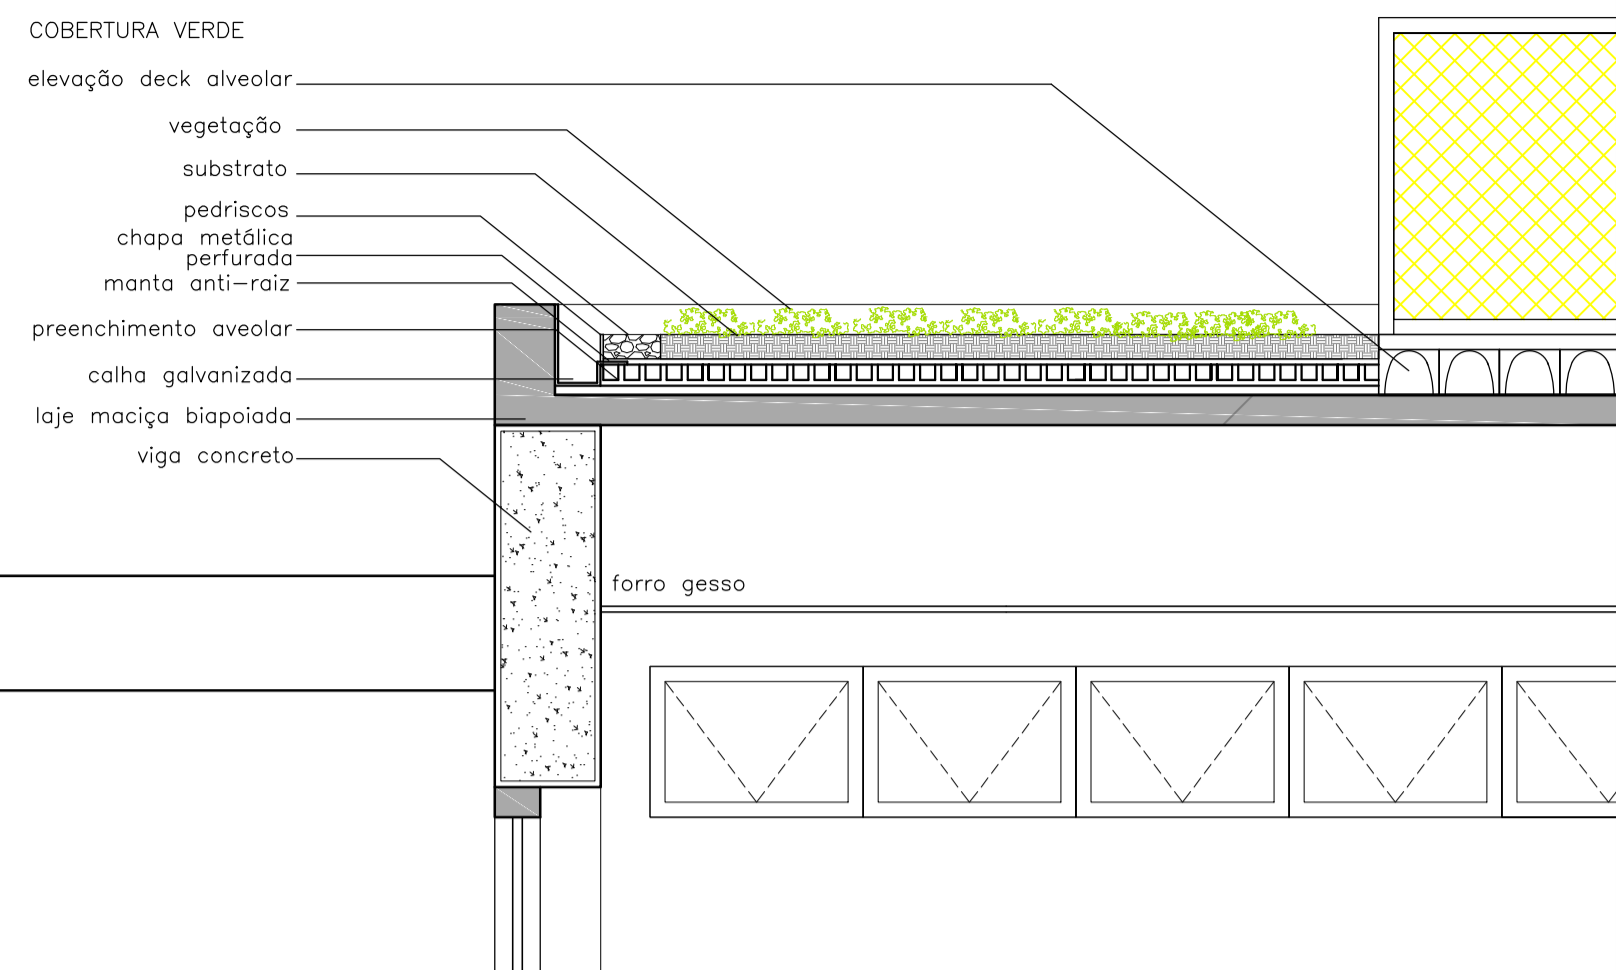 COBERTURA VERDE
elevação deck alveolar
vegetação
substrato
pedriscos
chapa metálica
perfurada
manta anti-raiz
preenchimento aveolar
calha galvanizada
laje maciça biapoiada
viga concreto
forro gesso